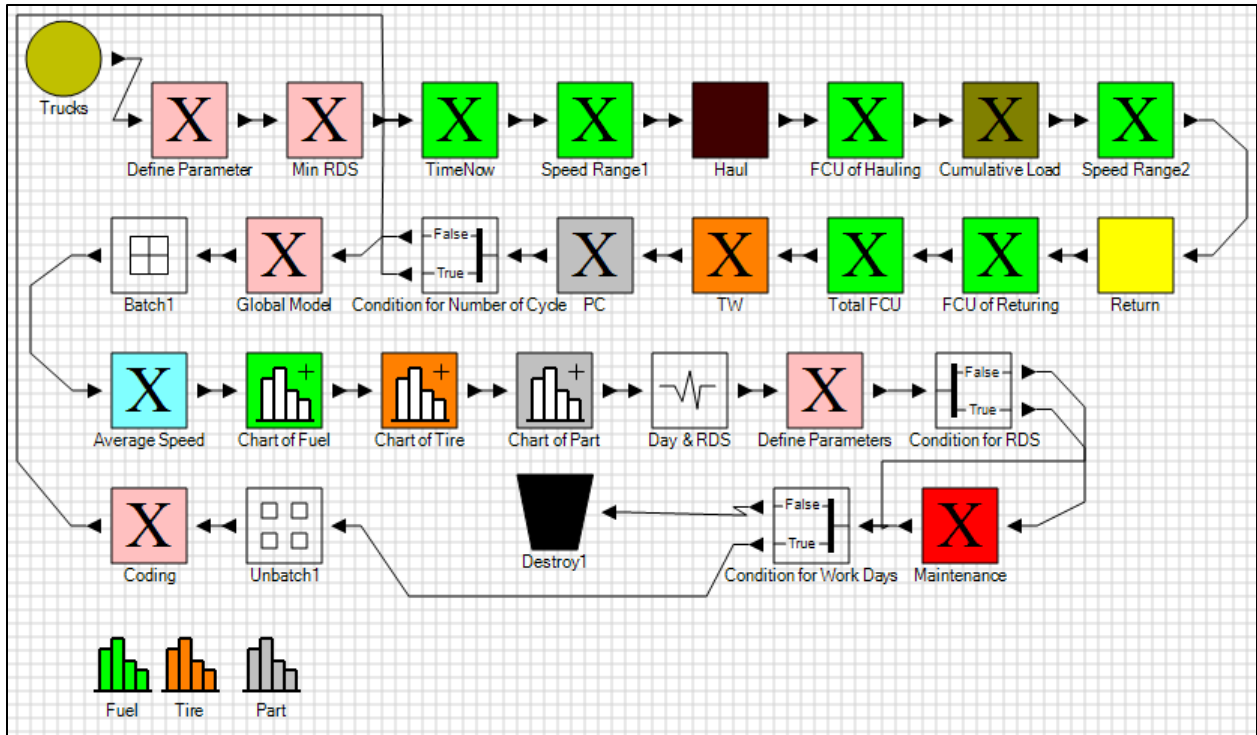 Trucks
X
Define Parameter
X
Min RDS
X
TimeNow
X
Speed Range1
Haul
X
FCU of Hauling
X
Cumulative Load
X
Speed Range2
Batch1
X
Global Model
False
True
Condition for Number of Cycle
X
PC
X
TW
X
Total FCU
X
FCU of Returing
Return
X
Average Speed
Chart of Fuel
Chart of Tire
Chart of Part
Day & RDS
X
Define Parameters
False
True
Condition for RDS
X
Coding
Unbatch1
Destroy1
False
True
Condition for Work Days
X
Maintenance
Fuel
Tire
Part